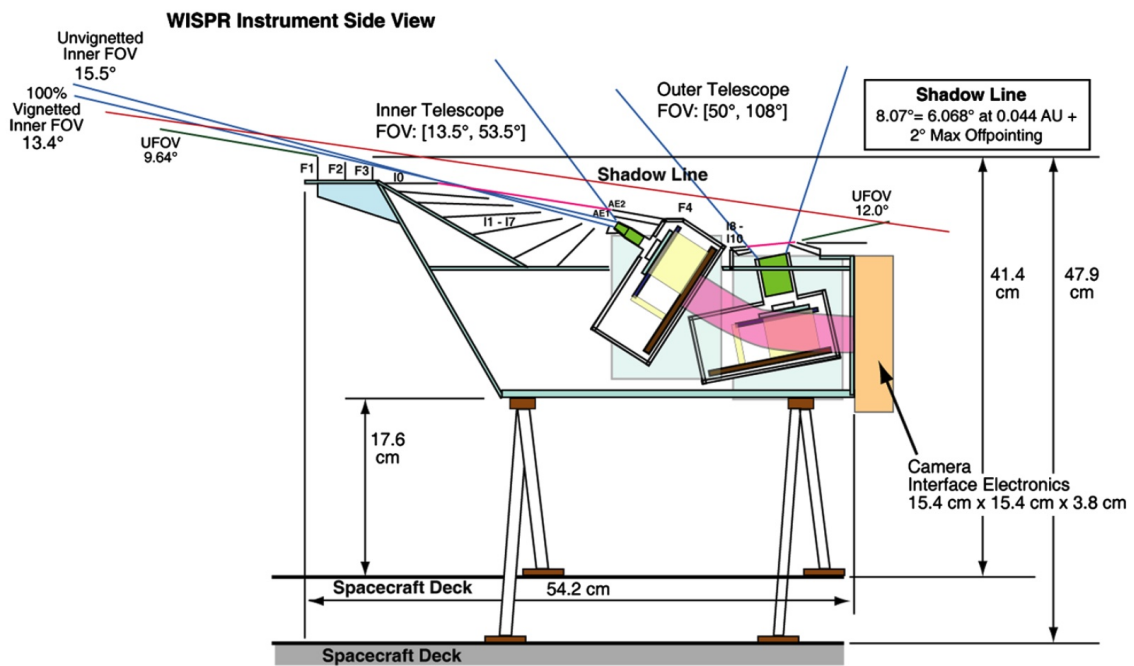 WISPR Instrument Side View
Unvignetted
Inner FOV
15.5°
100%
Vignetted
Inner FOV
13.4°
UFOV
9.64°
Inner Telescope
FOV: [13.5°, 53.5°]
Outer Telescope
FOV: [50°, 108°]
Shadow Line
8.07°= 6.068° at 0.044 AU +
2° Max Offpointing
F1
F2
F3
I0
Shadow Line
I1 - I7
AE2
AE1
F4
I8 -
I10
UFOV
12.0°
41.4
cm
47.9
cm
17.6
cm
Camera
Interface Electronics
15.4 cm x 15.4 cm x 3.8 cm
Spacecraft Deck
54.2 cm
Spacecraft Deck